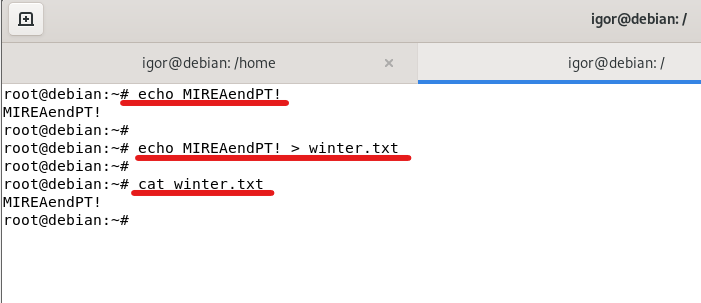 igor@debian: /
igor@debian: /home ×
igor@debian: /
root@debian:~# echo MIREAendPT!
MIREAendPT!
root@debian:~#
root@debian:~# echo MIREAendPT! > winter.txt
root@debian:~#
root@debian:~# cat winter.txt
MIREAendPT!
root@debian:~#